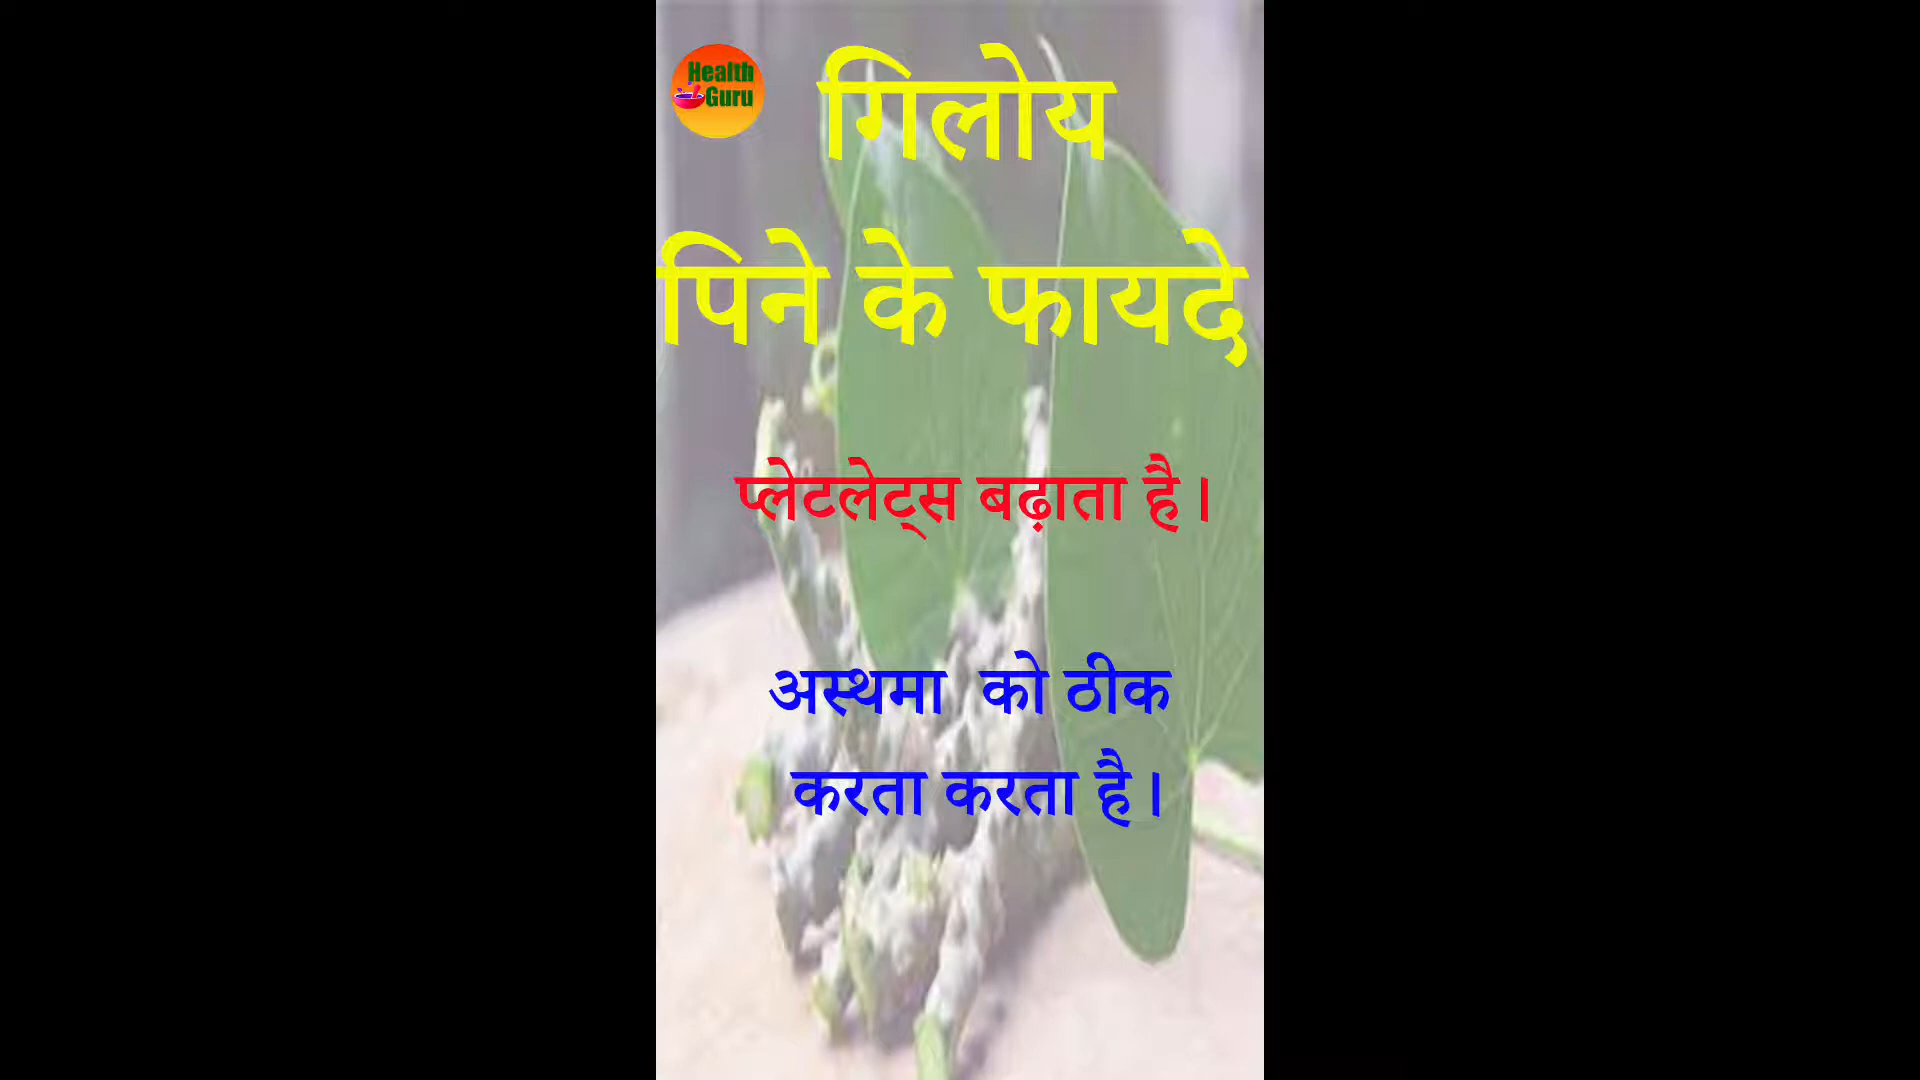 Health
Guru
गिलोय
पिने के फायदे
प्लेटलेट्स बढ़ाता है।
अस्थमा को ठीक
करता करता है।